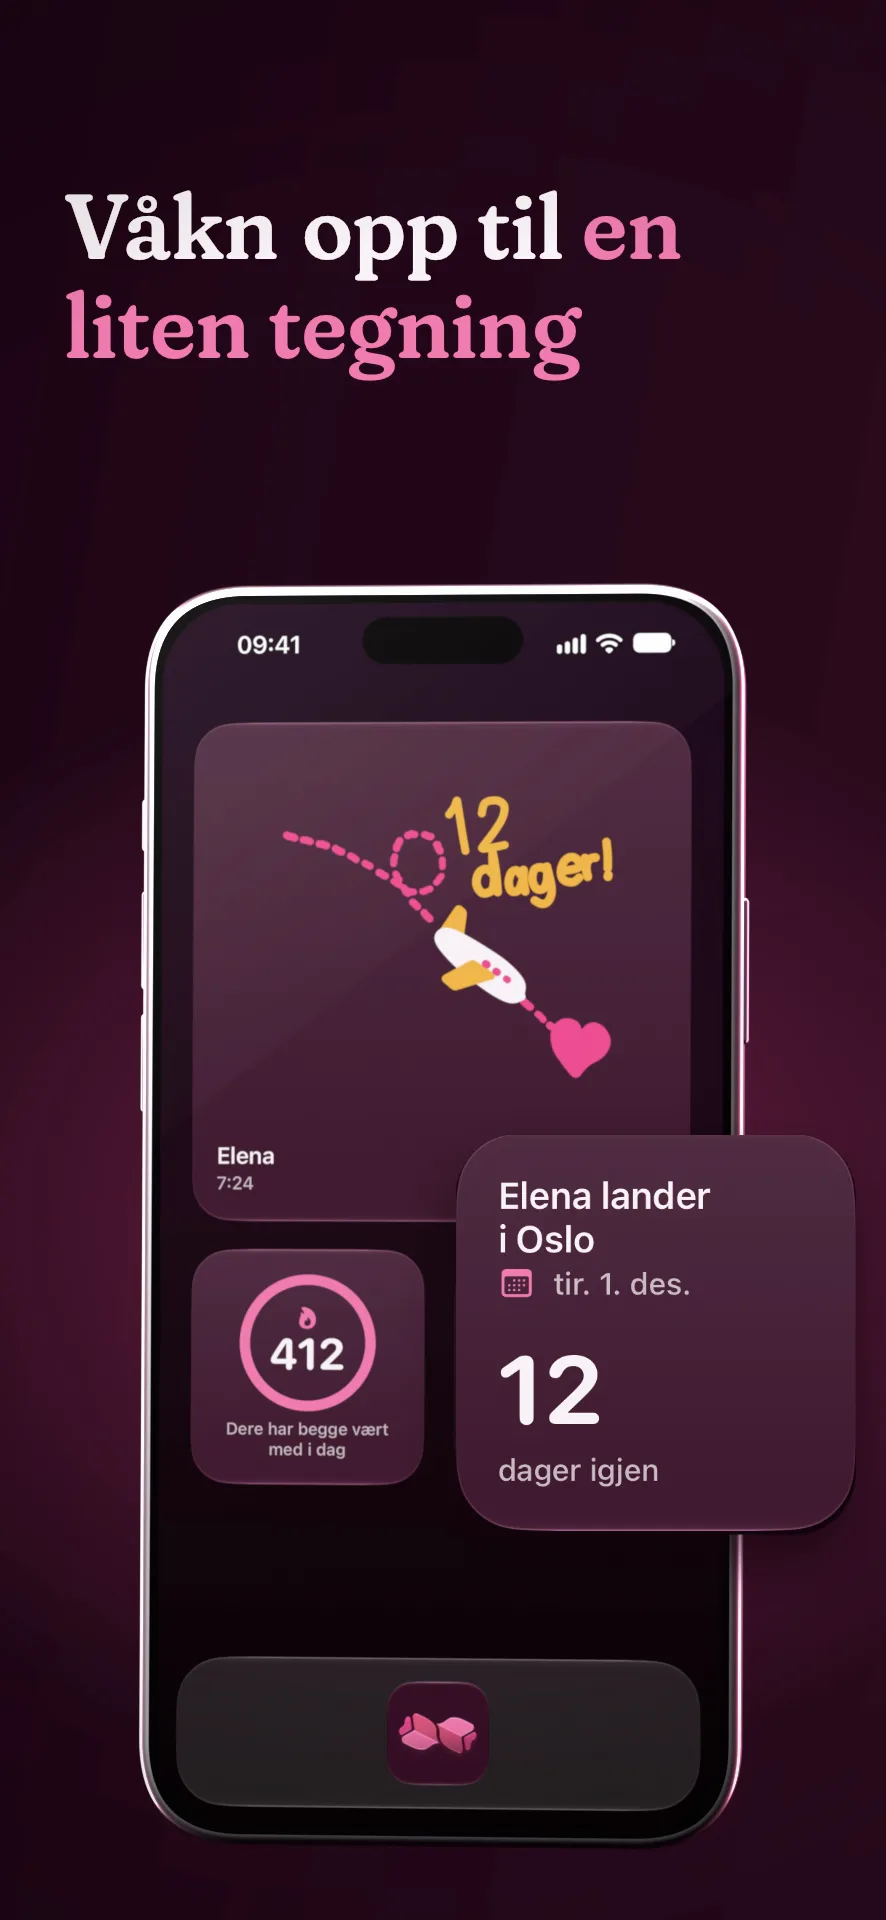 Våkn opp til en
liten tegning
09:41
12
dager!
Elena
7:24
Elena lander
i Oslo
tir. 1. des.
12
dager igjen
412
Dere har begge vært
med i dag